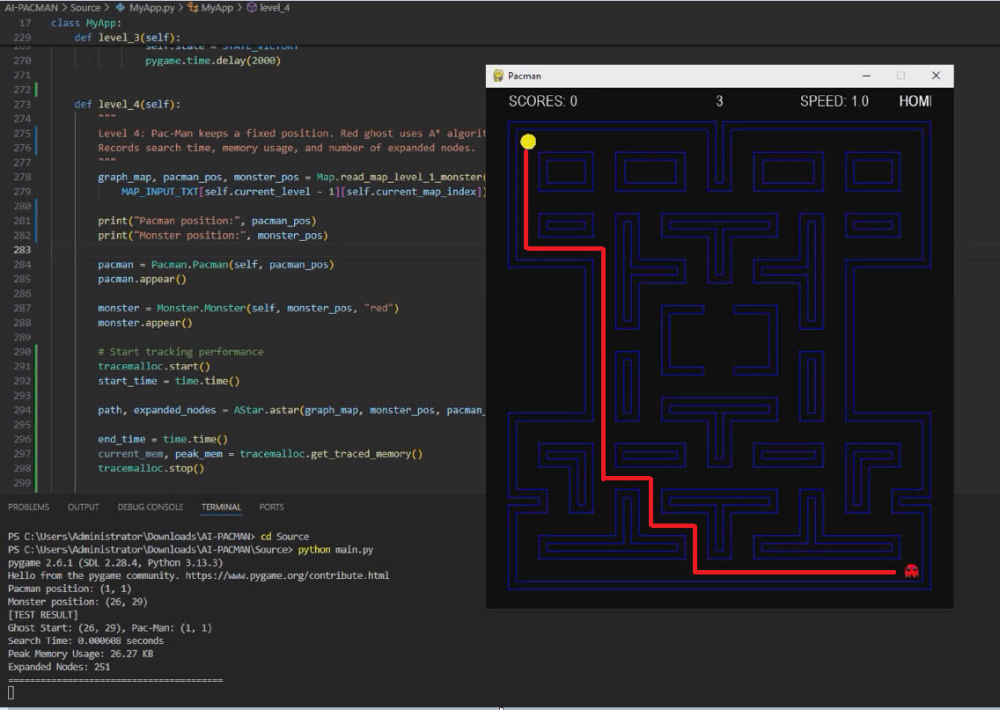 AI-PACMAN > Source > MyApp.py > MyApp > level_4
17 class MyApp:
229 def level_3(self):
269 self.state = STATE_VICTORY
270 pygame.time.delay(2000)
271
272
273 def level_4(self):
274 """
275 Level 4: Pac-Man keeps a fixed position. Red ghost uses A* algorit
276 Records search time, memory usage, and number of expanded nodes.
277 """
278 graph_map, pacman_pos, monster_pos = Map.read_map_level_1_monster(
279 MAP_INPUT_TXT[self.current_level - 1][self.current_map_index])
280
281 print("Pacman position:", pacman_pos)
282 print("Monster position:", monster_pos)
283
284 pacman = Pacman.Pacman(self, pacman_pos)
285 pacman.appear()
286
287 monster = Monster.Monster(self, monster_pos, "red")
288 monster.appear()
289
290 # Start tracking performance
291 tracemalloc.start()
292 start_time = time.time()
293
294 path, expanded_nodes = AStar.astar(graph_map, monster_pos, pacman_
295
296 end_time = time.time()
297 current_mem, peak_mem = tracemalloc.get_traced_memory()
298 tracemalloc.stop()
299
Pacman
SCORES: 0 3 SPEED: 1.0 HOM
PROBLEMS OUTPUT DEBUG CONSOLE TERMINAL PORTS
PS C:\Users\Administrator\Downloads\AI-PACMAN> cd Source
PS C:\Users\Administrator\Downloads\AI-PACMAN\Source> python main.py
pygame 2.6.1 (SDL 2.28.4, Python 3.13.3)
Hello from the pygame community. https://www.pygame.org/contribute.html
Pacman position: (1, 1)
Monster position: (26, 29)
[TEST RESULT]
Ghost Start: (26, 29), Pac-Man: (1, 1)
Search Time: 0.000608 seconds
Peak Memory Usage: 26.27 KB
Expanded Nodes: 251
========================================